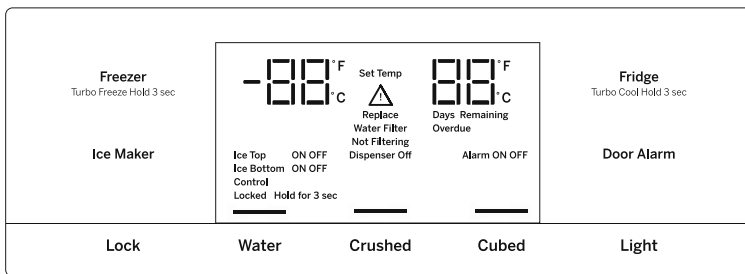 Freezer
Turbo Freeze Hold 3 sec
Ice Maker
-88 °F °C
Set Temp
Replace
Water Filter
Not Filtering
Dispenser Off
88 °F °C
Days Remaining
Overdue
Ice Top ON OFF
Ice Bottom ON OFF
Control
Locked Hold for 3 sec
Alarm ON OFF
Fridge
Turbo Cool Hold 3 sec
Door Alarm
Lock Water Crushed Cubed Light